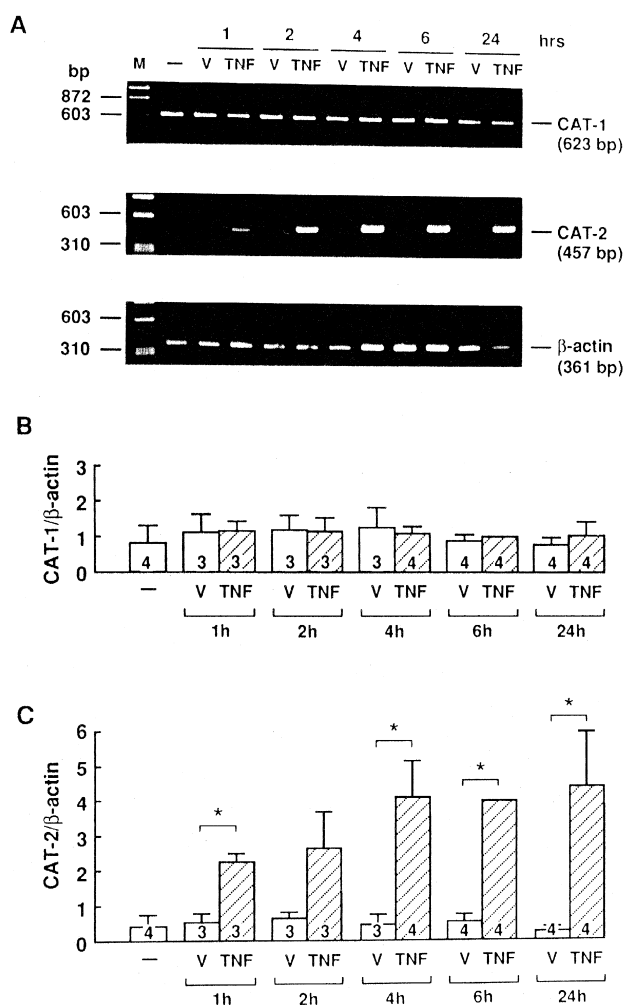 A
1 2 4 6 24 hrs
bp M — V TNF V TNF V TNF V TNF V TNF
872
603
CAT-1
(623 bp)
603
310
CAT-2
(457 bp)
603
310
β-actin
(361 bp)
B
CAT-1/β-actin
3
2
1
0
4 3 3 3 3 3 4 4 4 4 4
— V TNF V TNF V TNF V TNF V TNF
1h 2h 4h 6h 24h
C
CAT-2/β-actin
6
5
4
3
2
1
0
* * * *
4 3 3 3 3 3 4 4 4 4 4
— V TNF V TNF V TNF V TNF V TNF
1h 2h 4h 6h 24h